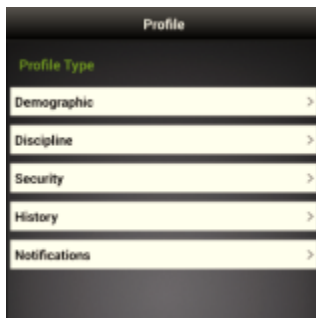 Profile
Profile Type
Demographic
Discipline
Security
History
Notifications